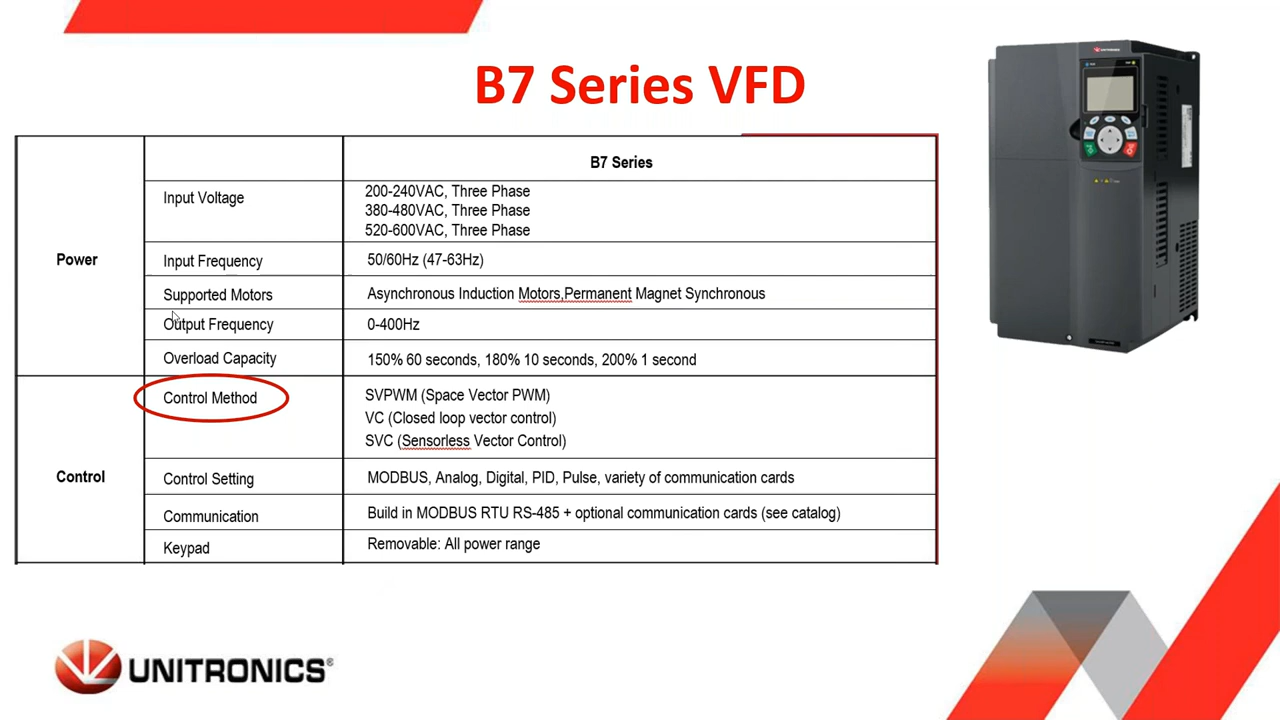 B7 Series VFD
B7 Series
Power
Input Voltage
200-240VAC, Three Phase
380-480VAC, Three Phase
520-600VAC, Three Phase
Input Frequency
50/60Hz (47-63Hz)
Supported Motors
Asynchronous Induction Motors,Permanent Magnet Synchronous
Output Frequency
0-400Hz
Overload Capacity
150% 60 seconds, 180% 10 seconds, 200% 1 second
Control
Control Method
SVPWM (Space Vector PWM)
VC (Closed loop vector control)
SVC (Sensorless Vector Control)
Control Setting
MODBUS, Analog, Digital, PID, Pulse, variety of communication cards
Communication
Build in MODBUS RTU RS-485 + optional communication cards (see catalog)
Keypad
Removable: All power range
UNITRONICS
UNITRONICS®